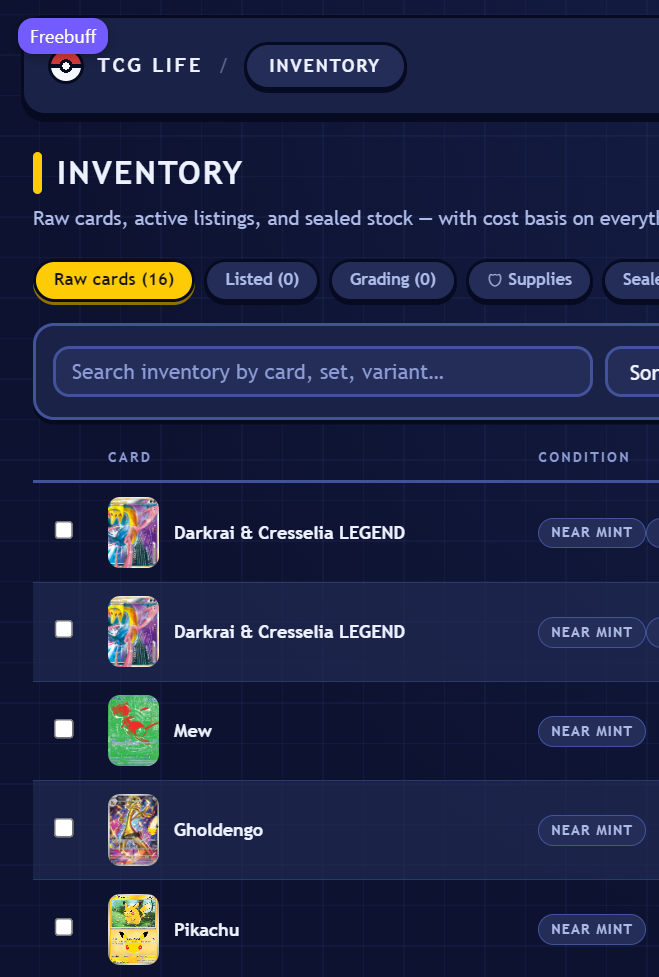 Freebuff
TCG LIFE / INVENTORY
INVENTORY
Raw cards, active listings, and sealed stock — with cost basis on everyth
Raw cards (16) Listed (0) Grading (0) Supplies Seale
Search inventory by card, set, variant... Sor
CARD CONDITION
Darkrai & Cresselia LEGEND NEAR MINT
Darkrai & Cresselia LEGEND NEAR MINT
Mew NEAR MINT
Gholdengo NEAR MINT
Pikachu NEAR MINT